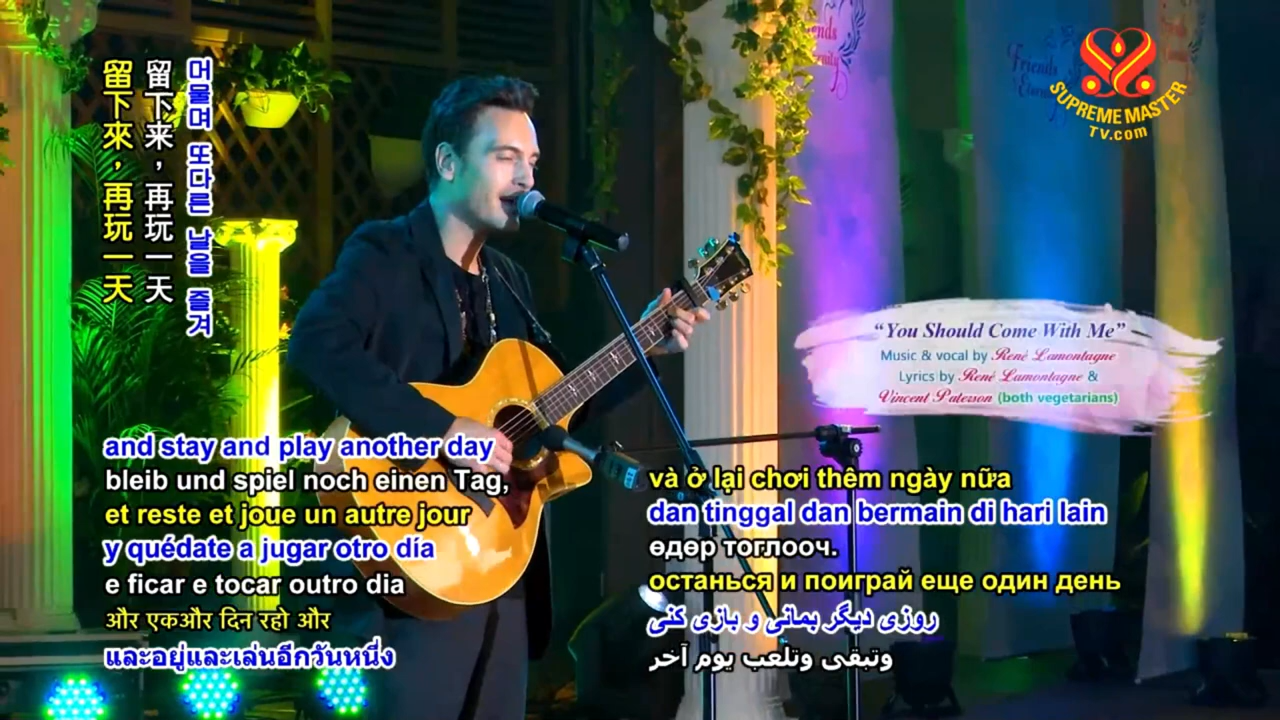 留下來，再玩一天
留下来，再玩一天
머물며 또다른 날을 즐겨
Friends
SUPREME MASTER
TV.com
“You Should Come With Me”
Music & vocal by René Lamontagne
Lyrics by René Lamontagne &
Vincent Paterson (both vegetarians)
and stay and play another day
bleib und spiel noch einen Tag,
et reste et joue un autre jour
y quédate a jugar otro día
e ficar e tocar outro dia
और एकऔर दिन रहो और
และอยู่และเล่นอีกวันหนึ่ง
và ở lại chơi thêm ngày nữa
dan tinggal dan bermain di hari lain
өдөр тоглооч.
останься и поиграй еще один день
روزی دیگر بمانی و بازی کنی
وتبقى وتلعب يوم آخر